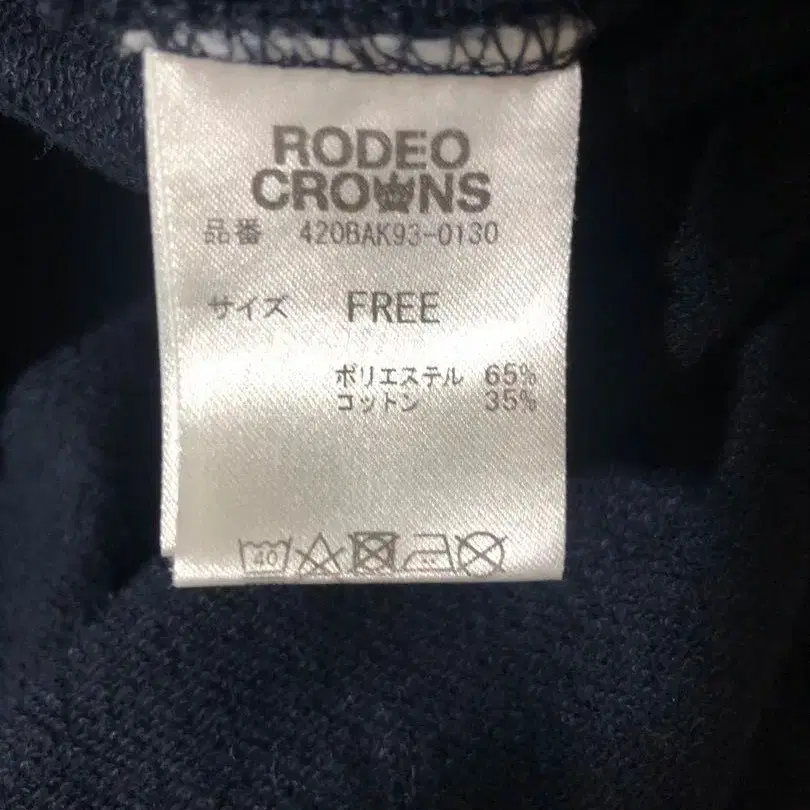 RODEO
CROWNS
品番 420BAK93-0130
サイズ FREE
ポリエステル 65%
コットン 35%
40